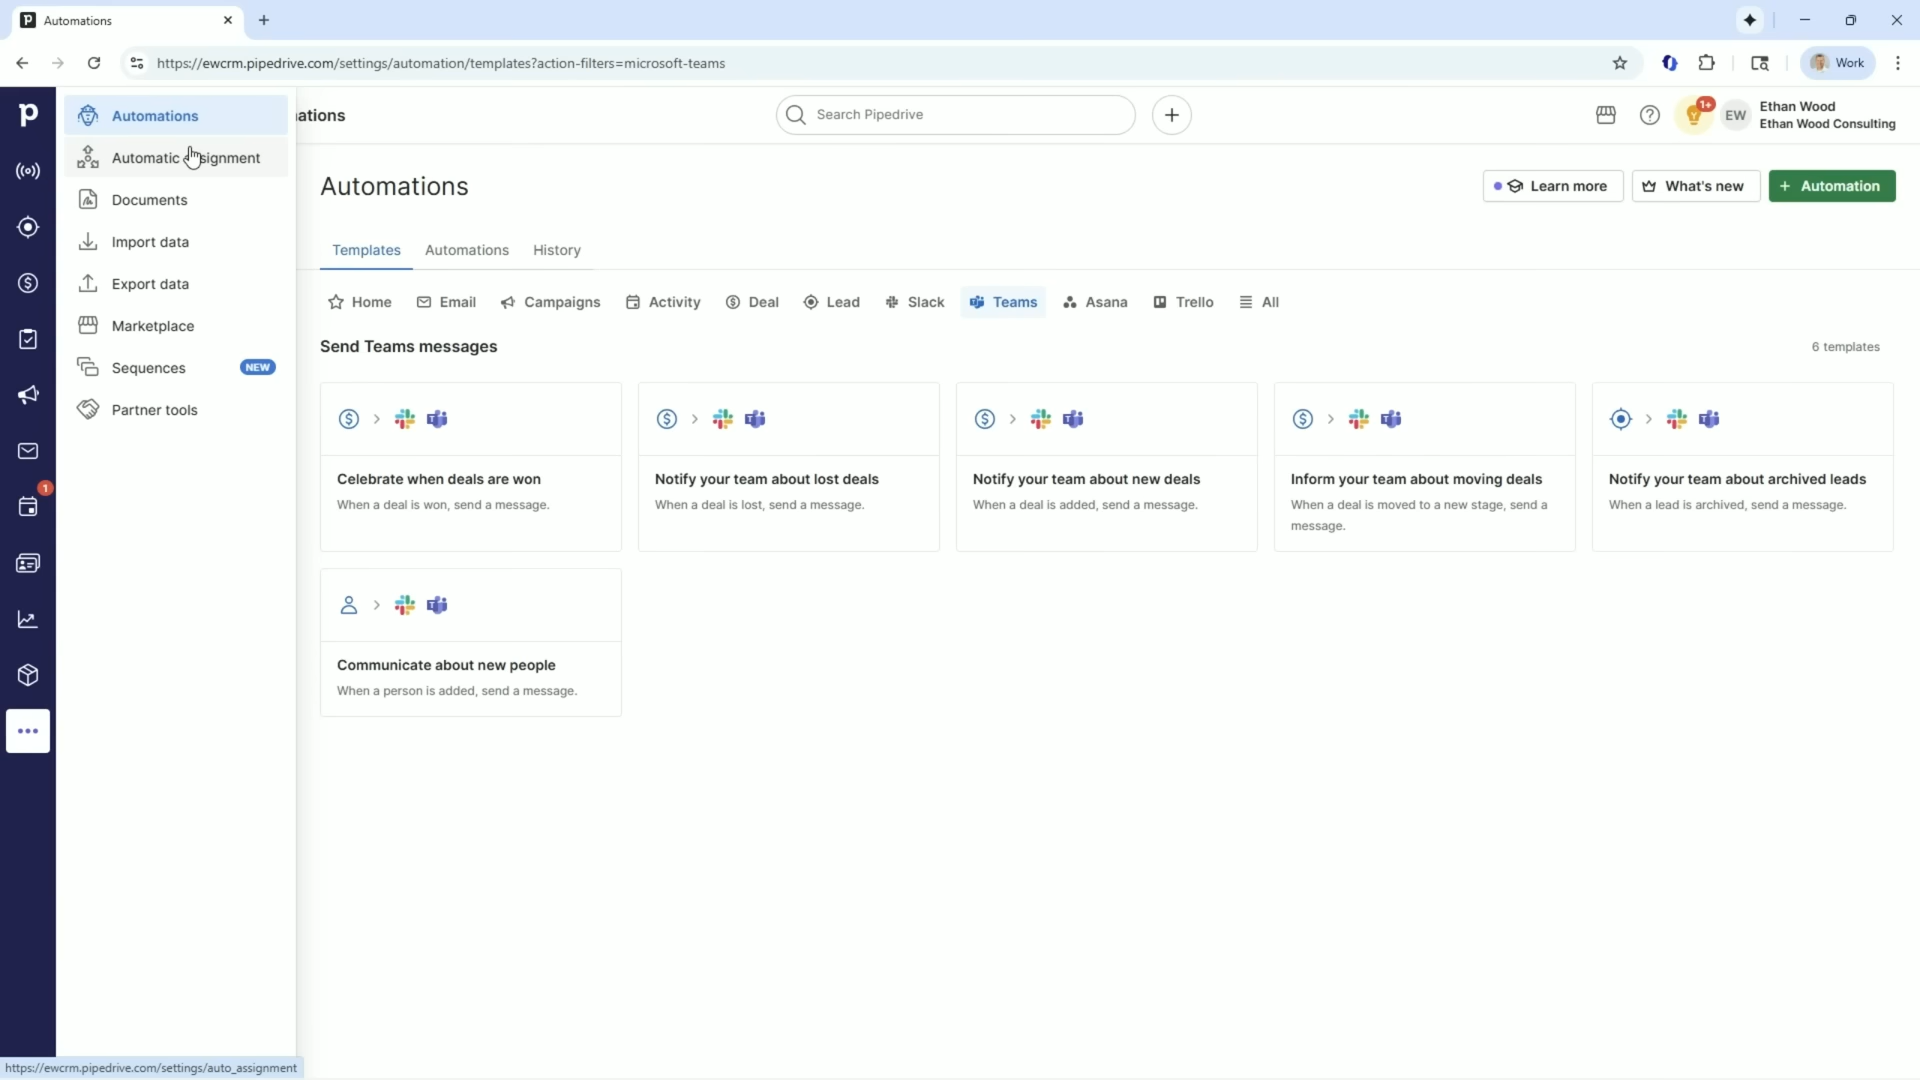 Automations
https://ewcrm.pipedrive.com/settings/automation/templates?action-filters=microsoft-teams
Work
Automations
Automatic ssignment
Documents
Import data
Export data
Marketplace
Sequences NEW
Partner tools
ations
Search Pipedrive
1+
EW
Ethan Wood
Ethan Wood Consulting
Automations
Learn more
What's new
+ Automation
Templates Automations History
Home Email Campaigns Activity Deal Lead Slack Teams Asana Trello All
Send Teams messages
6 templates
Celebrate when deals are won
When a deal is won, send a message.
Notify your team about lost deals
When a deal is lost, send a message.
Notify your team about new deals
When a deal is added, send a message.
Inform your team about moving deals
When a deal is moved to a new stage, send a
message.
Notify your team about archived leads
When a lead is archived, send a message.
Communicate about new people
When a person is added, send a message.
1
https://ewcrm.pipedrive.com/settings/auto_assignment